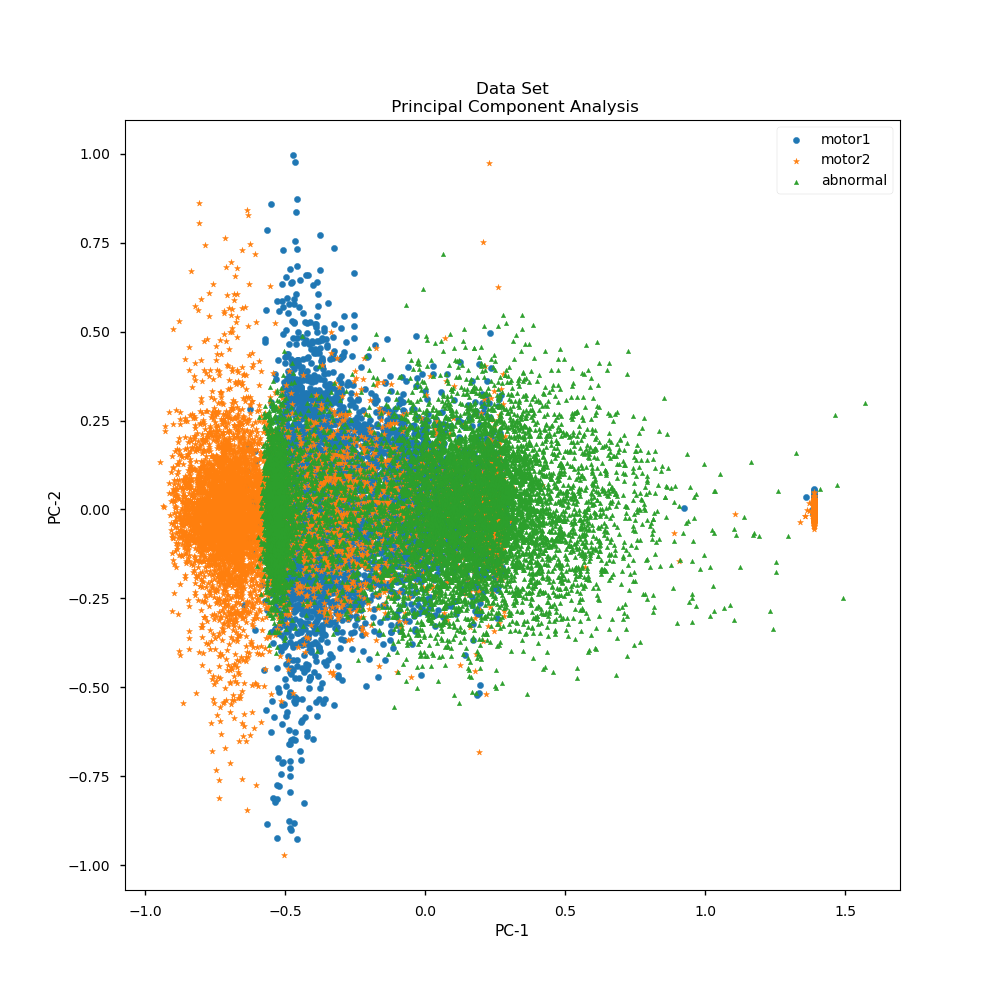 Data Set
Principal Component Analysis
motor1
motor2
abnormal
1.00
0.75
0.50
0.25
0.00
−0.25
−0.50
−0.75
−1.00
PC-2
−1.0
−0.5
0.0
0.5
1.0
1.5
PC-1